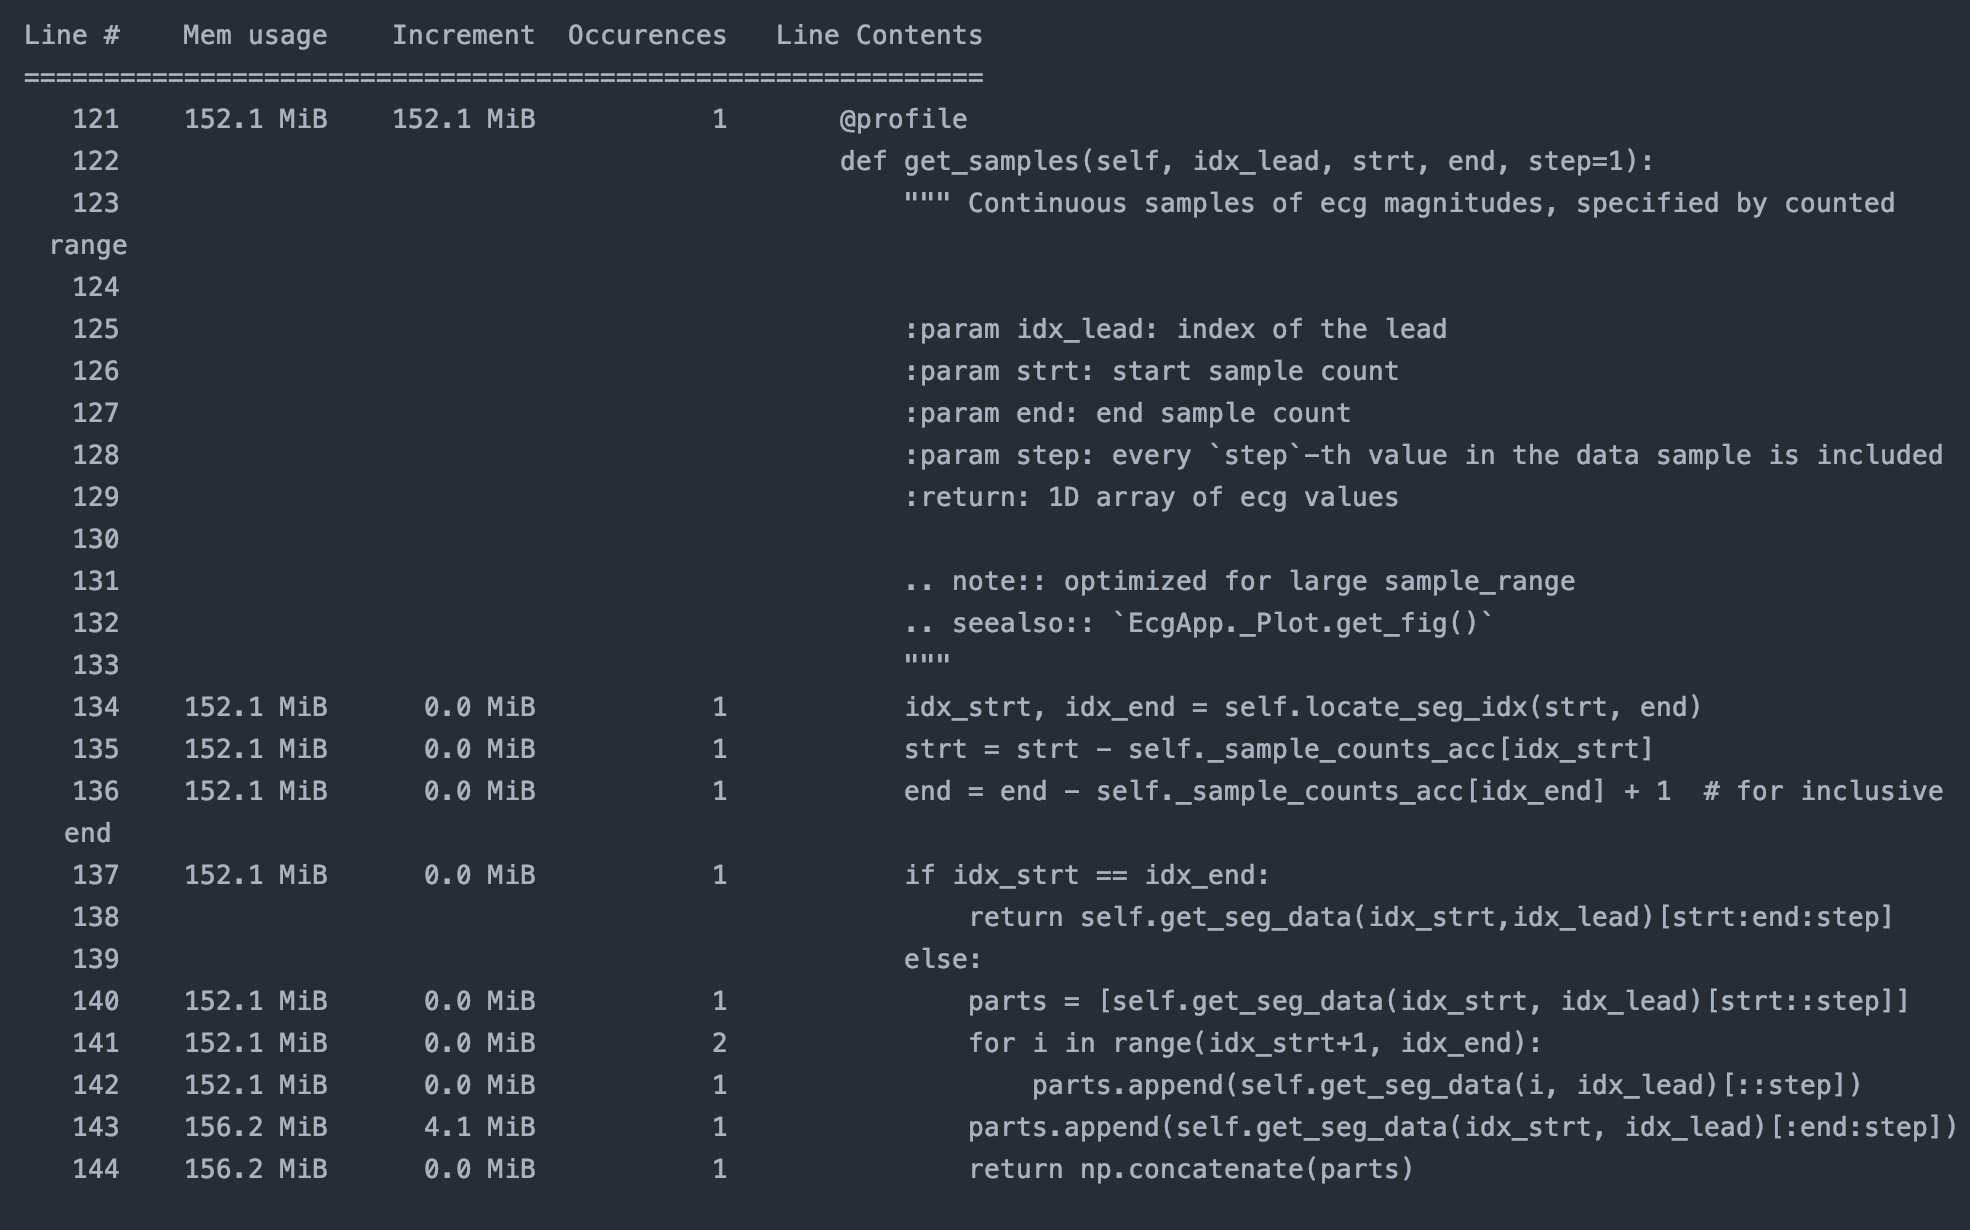 Line #    Mem usage    Increment  Occurences   Line Contents
============================================================
   121    152.1 MiB    152.1 MiB           1       @profile
   122                                             def get_samples(self, idx_lead, strt, end, step=1):
   123                                                 """ Continuous samples of ecg magnitudes, specified by counted
range
   124
   125                                                 :param idx_lead: index of the lead
   126                                                 :param strt: start sample count
   127                                                 :param end: end sample count
   128                                                 :param step: every `step`-th value in the data sample is included
   129                                                 :return: 1D array of ecg values
   130
   131                                                 .. note:: optimized for large sample_range
   132                                                 .. seealso:: `EcgApp._Plot.get_fig()`
   133                                                 """
   134    152.1 MiB      0.0 MiB           1           idx_strt, idx_end = self.locate_seg_idx(strt, end)
   135    152.1 MiB      0.0 MiB           1           strt = strt - self._sample_counts_acc[idx_strt]
   136    152.1 MiB      0.0 MiB           1           end = end - self._sample_counts_acc[idx_end] + 1  # for inclusive
end
   137    152.1 MiB      0.0 MiB           1           if idx_strt == idx_end:
   138                                                     return self.get_seg_data(idx_strt,idx_lead)[strt:end:step]
   139                                                 else:
   140    152.1 MiB      0.0 MiB           1               parts = [self.get_seg_data(idx_strt, idx_lead)[strt::step]]
   141    152.1 MiB      0.0 MiB           2               for i in range(idx_strt+1, idx_end):
   142    152.1 MiB      0.0 MiB           1                   parts.append(self.get_seg_data(i, idx_lead)[::step])
   143    156.2 MiB      4.1 MiB           1               parts.append(self.get_seg_data(idx_strt, idx_lead)[:end:step])
   144    156.2 MiB      0.0 MiB           1               return np.concatenate(parts)